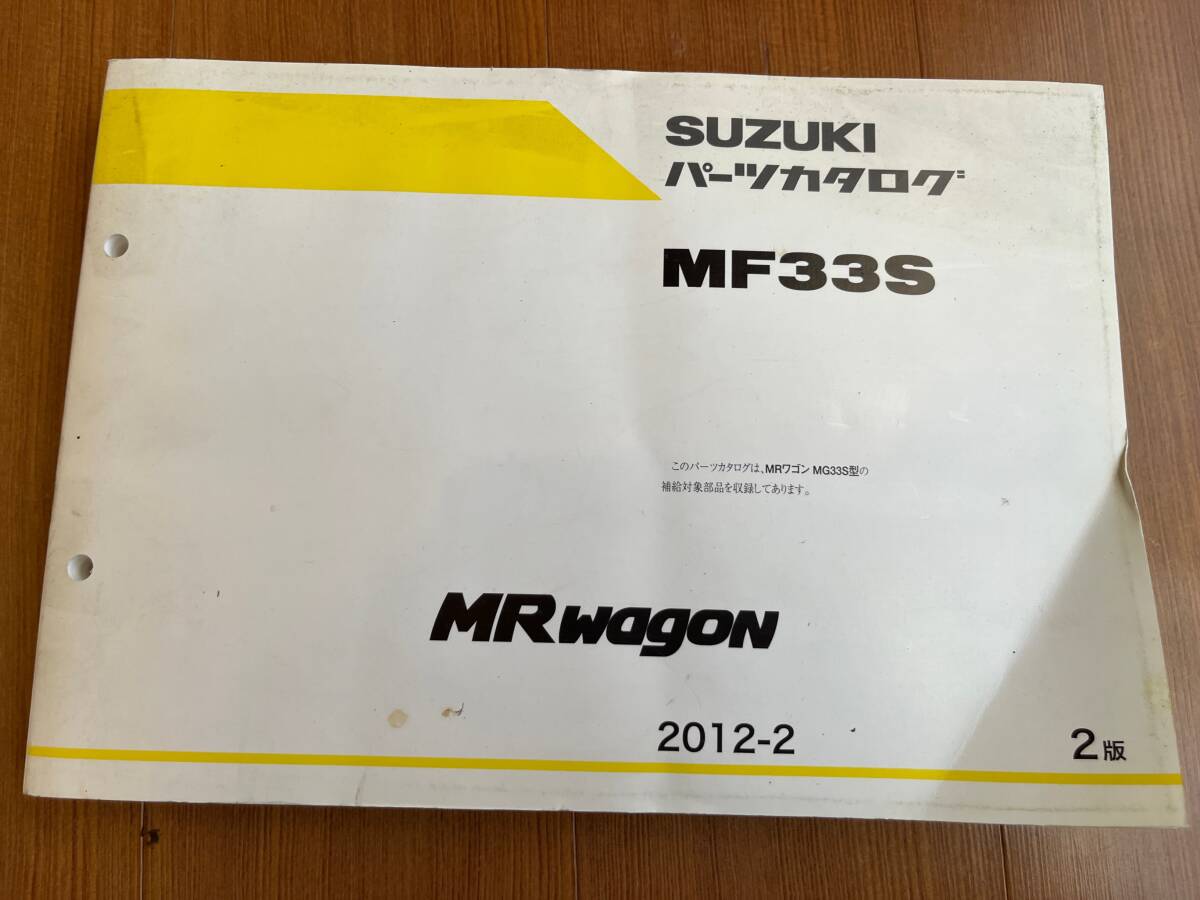 SUZUKI
パーツカタログ
MF33S
このパーツカタログは、MRワゴン MG33S型の
補給対象部品を収録してあります。
MR wagon
2012-2
2版